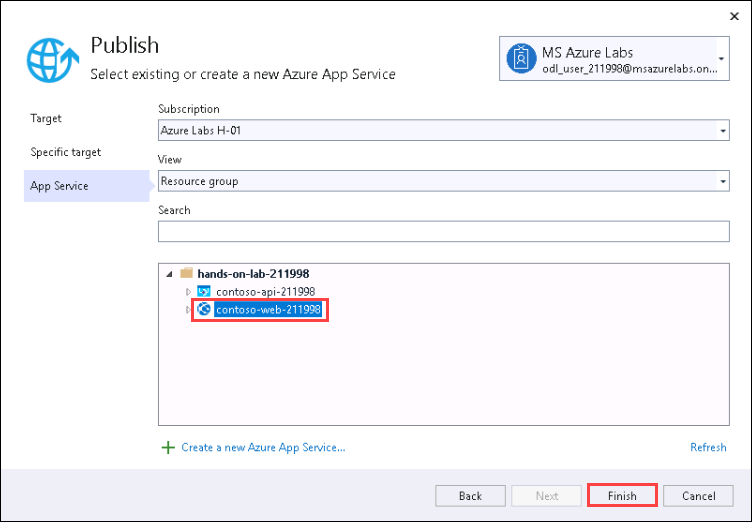 Publish
Select existing or create a new Azure App Service
MS Azure Labs
odl_user_211998@msazurelabs.on...
Target
Specific target
App Service
Subscription
Azure Labs H-01
View
Resource group
Search
hands-on-lab-211998
contoso-api-211998
contoso-web-211998
Create a new Azure App Service...
Refresh
Back
Next
Finish
Cancel